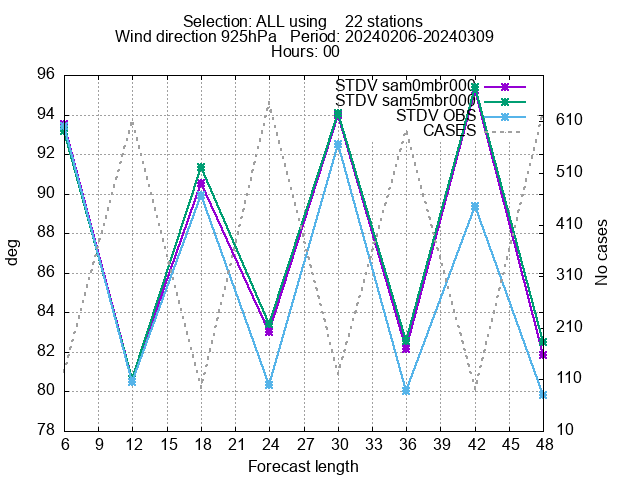 Selection: ALL using    22 stations
Wind direction 925hPa   Period: 20240206-20240309
Hours: 00
STDV sam0mbr000
STDV sam5mbr000
STDV OBS
CASES
96
94
92
90
88
86
84
82
80
78
deg
610
510
410
310
210
110
10
No cases
6 9 12 15 18 21 24 27 30 33 36 39 42 45 48
Forecast length